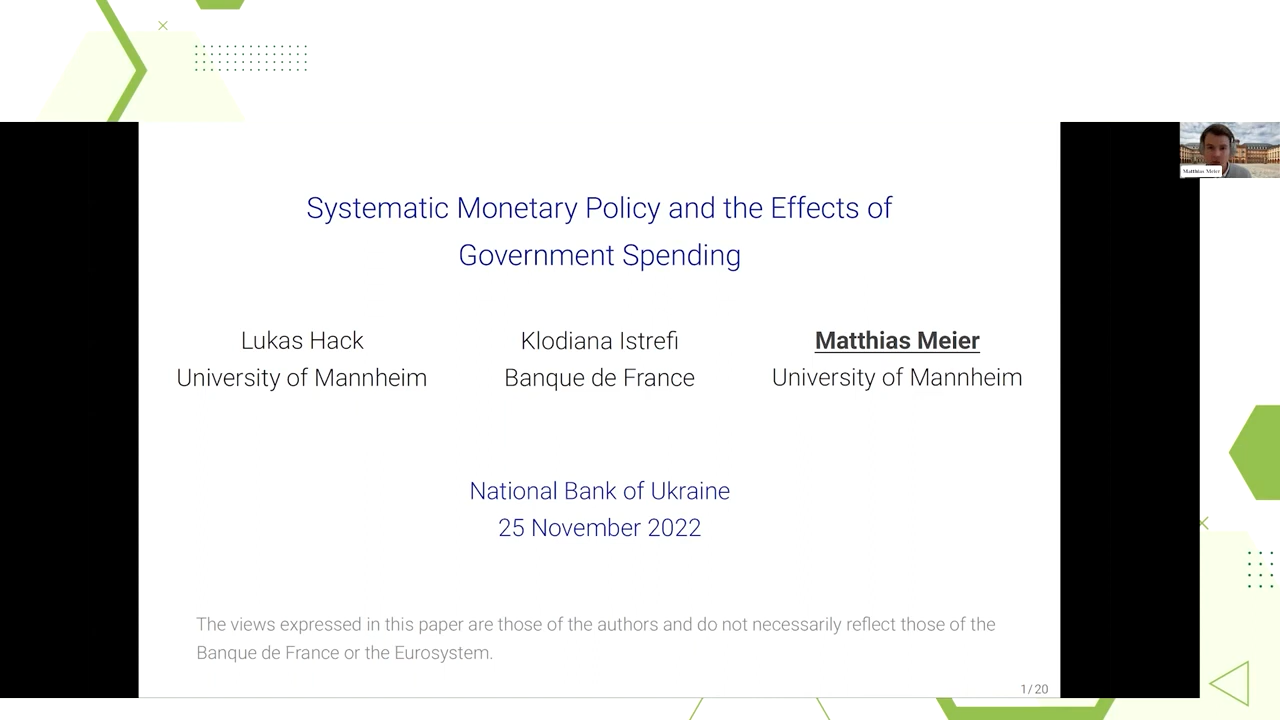 Systematic Monetary Policy and the Effects of
Government Spending
Lukas Hack
University of Mannheim
Klodiana Istrefi
Banque de France
Matthias Meier
University of Mannheim
National Bank of Ukraine
25 November 2022
The views expressed in this paper are those of the authors and do not necessarily reflect those of the
Banque de France or the Eurosystem.
1/20
Matthias Meier